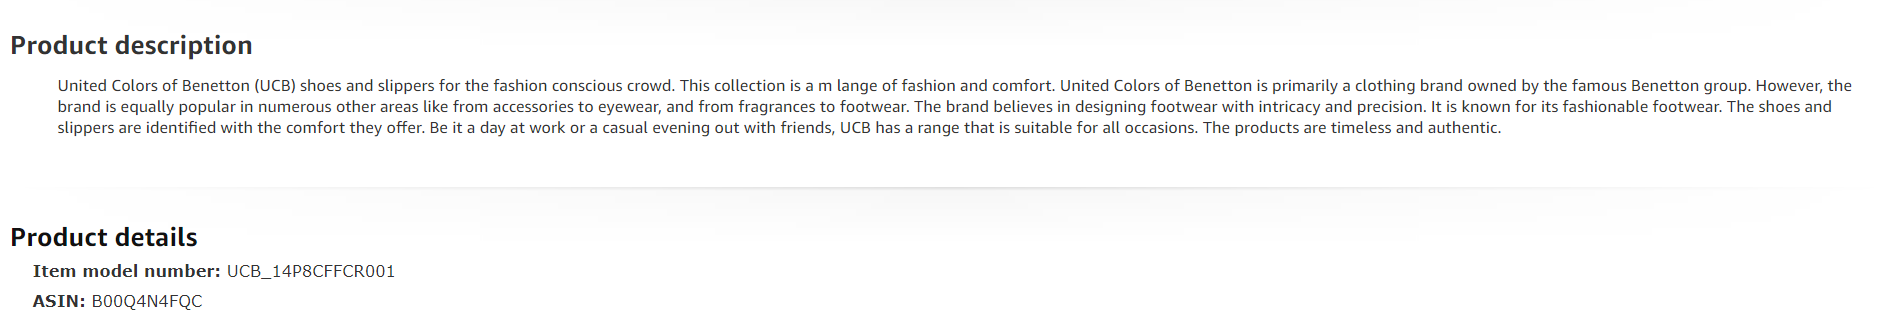 Product description
United Colors of Benetton (UCB) shoes and slippers for the fashion conscious crowd. This collection is a m lange of fashion and comfort. United Colors of Benetton is primarily a clothing brand owned by the famous Benetton group. However, the
brand is equally popular in numerous other areas like from accessories to eyewear, and from fragrances to footwear. The brand believes in designing footwear with intricacy and precision. It is known for its fashionable footwear. The shoes and
slippers are identified with the comfort they offer. Be it a day at work or a casual evening out with friends, UCB has a range that is suitable for all occasions. The products are timeless and authentic.
Product details
Item model number: UCB_14P8CFFCR001
ASIN: B00Q4N4FQC